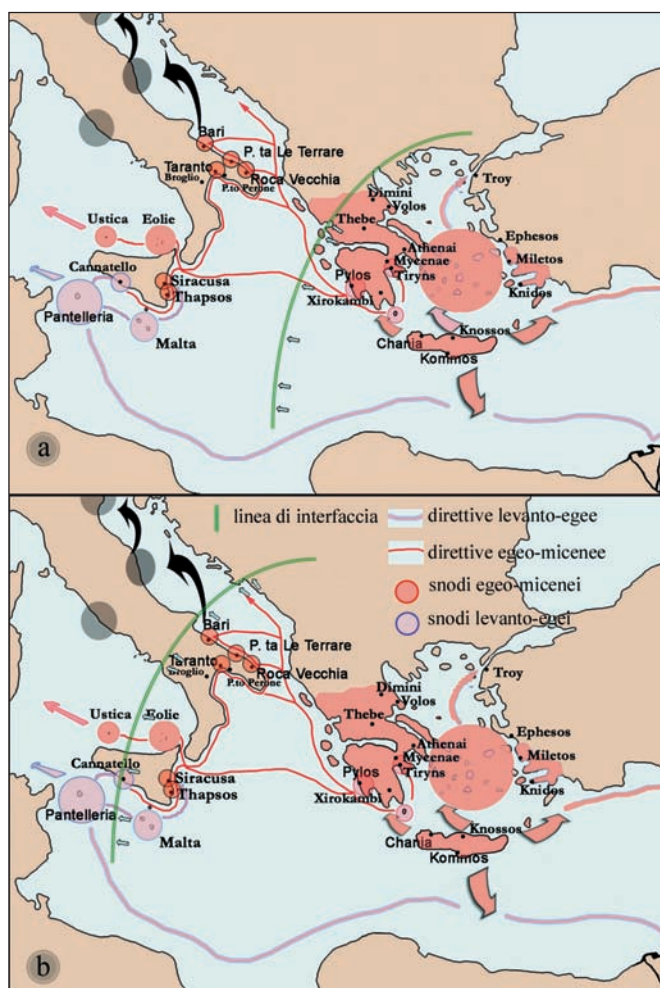 Bari
P. ta Le Terrare
Taranto
Broglio
P.to Perone
Roca Vecchia
Ustica
Eolie
Cannatello
Siracusa
Thapsos
Pantelleria
Malta
Dimini
Volos
Thebe
Athenai
Mycenae
Tiryns
Pylos
Xirokambi
Troy
Ephesos
Miletos
Knidos
Chania
Knossos
Kommos
a
linea di interfaccia
direttive levanto-egee
direttive egeo-micenee
snodi egeo-micenei
snodi levanto-egei
Bari
P. ta Le Terrare
Taranto
Broglio
P.to Perone
Roca Vecchia
Ustica
Eolie
Cannatello
Siracusa
Thapsos
Pantelleria
Malta
Dimini
Volos
Thebe
Athenai
Mycenae
Tiryns
Pylos
Xirokambi
Troy
Ephesos
Miletos
Knidos
Chania
Knossos
Kommos
b